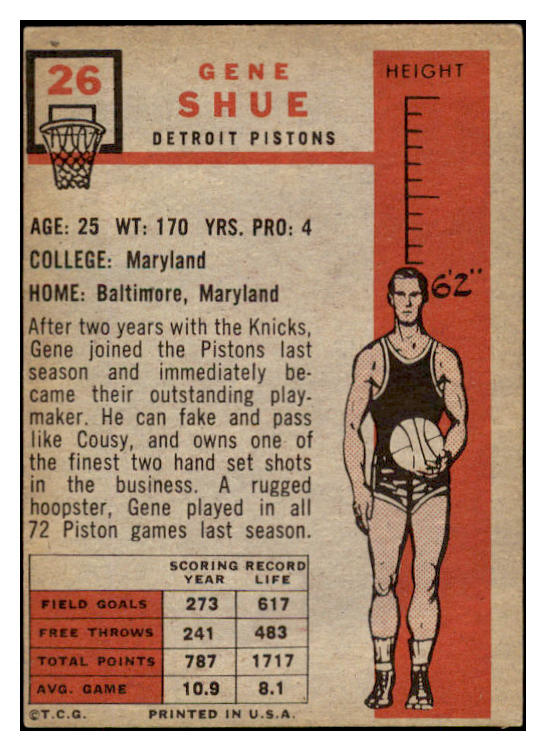 26
GENE
SHUE
DETROIT PISTONS
HEIGHT
6'2"
AGE: 25 WT: 170 YRS. PRO: 4
COLLEGE: Maryland
HOME: Baltimore, Maryland
After two years with the Knicks,
Gene joined the Pistons last
season and immediately be-
came their outstanding play-
maker. He can fake and pass
like Cousy, and owns one of
the finest two hand set shots
in the business. A rugged
hoopster, Gene played in all
72 Piston games last season.
SCORING RECORD
YEAR LIFE
FIELD GOALS 273 617
FREE THROWS 241 483
TOTAL POINTS 787 1717
AVG. GAME 10.9 8.1
©T.C.G. PRINTED IN U.S.A.